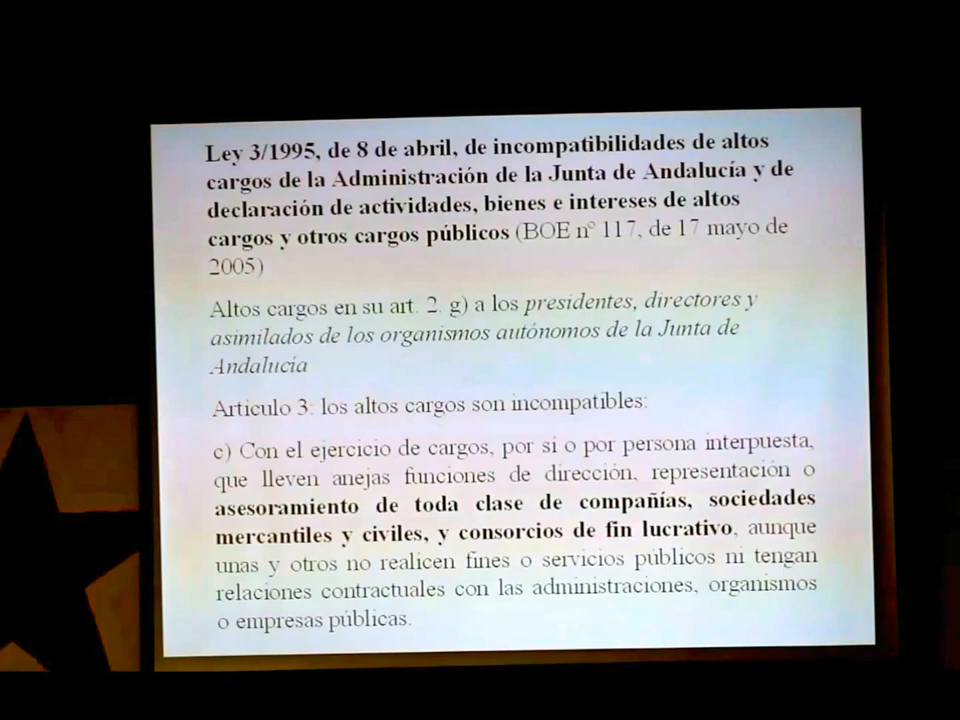 Ley 3/1995, de 8 de abril, de incompatibilidades de altos
cargos de la Administración de la Junta de Andalucía y de
declaración de actividades, bienes e intereses de altos
cargos y otros cargos públicos (BOE nº 117, de 17 mayo de
2005)
Altos cargos en su art. 2. g) a los presidentes, directores y
asimilados de los organismos autónomos de la Junta de
Andalucía
Articulo 3: los altos cargos son incompatibles:
c) Con el ejercicio de cargos, por si o por persona interpuesta,
que lleven anejas funciones de dirección, representación o
asesoramiento de toda clase de compañías, sociedades
mercantiles y civiles, y consorcios de fin lucrativo, aunque
unas y otros no realicen fines o servicios públicos ni tengan
relaciones contractuales con las administraciones, organismos
o empresas públicas.